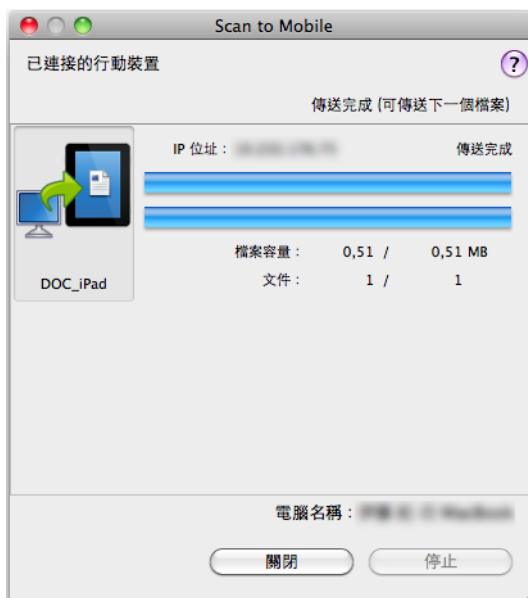 Scan to Mobile
已連接的行動裝置
?
傳送完成 (可傳送下一個檔案)
IP 位址：
傳送完成
檔案容量： 0,51 / 0,51 MB
文件： 1 / 1
DOC_iPad
電腦名稱：
關閉
停止